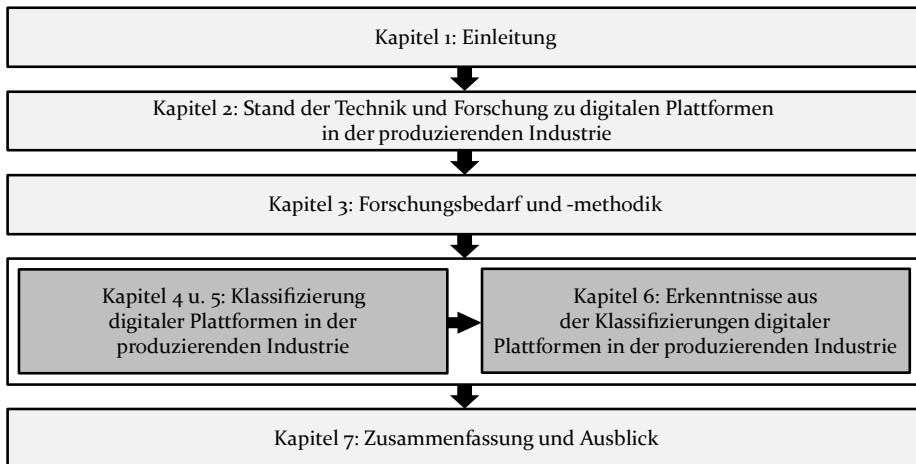 Kapitel 1: Einleitung
Kapitel 2: Stand der Technik und Forschung zu digitalen Plattformen
in der produzierenden Industrie
Kapitel 3: Forschungsbedarf und -methodik
Kapitel 4 u. 5: Klassifizierung
digitaler Plattformen in der
produzierenden Industrie
Kapitel 6: Erkenntnisse aus
der Klassifizierungen digitaler
Plattformen in der produzierenden Industrie
Kapitel 7: Zusammenfassung und Ausblick